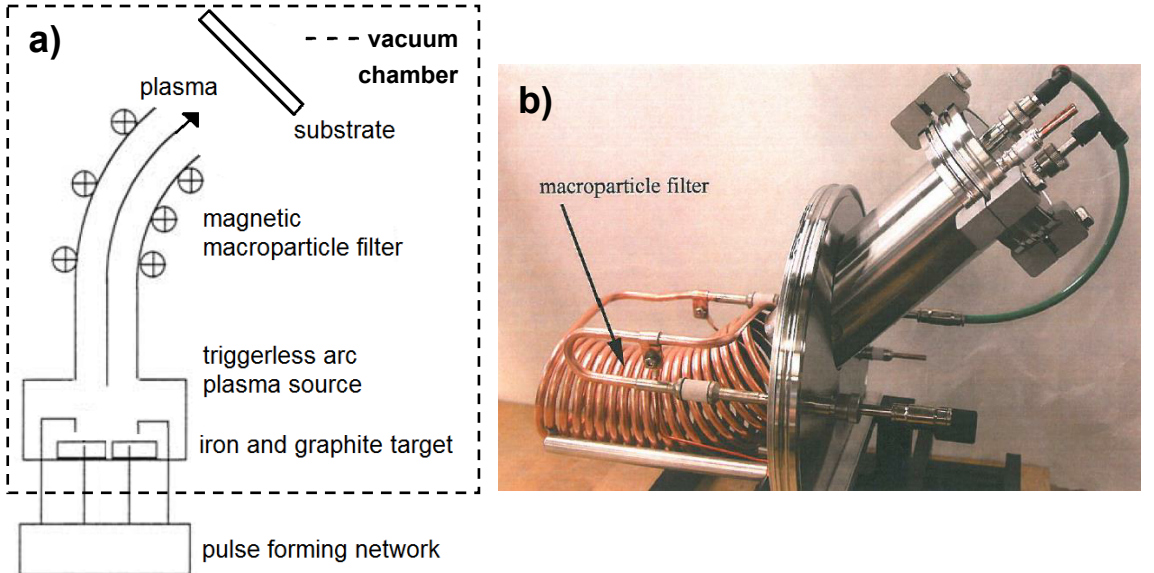 a)
vacuum
chamber
plasma
substrate
magnetic
macroparticle filter
triggerless arc
plasma source
iron and graphite target
pulse forming network
b)
macroparticle filter